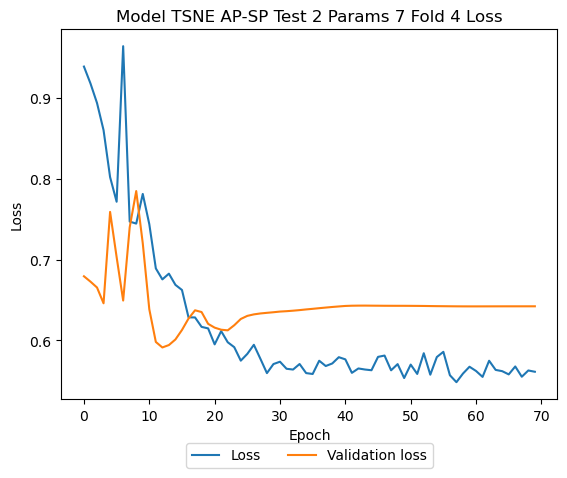 Model TSNE AP-SP Test 2 Params 7 Fold 4 Loss
0.9
0.8
0.7
0.6
Loss
0 10 20 30 40 50 60 70
Epoch
Loss Validation loss